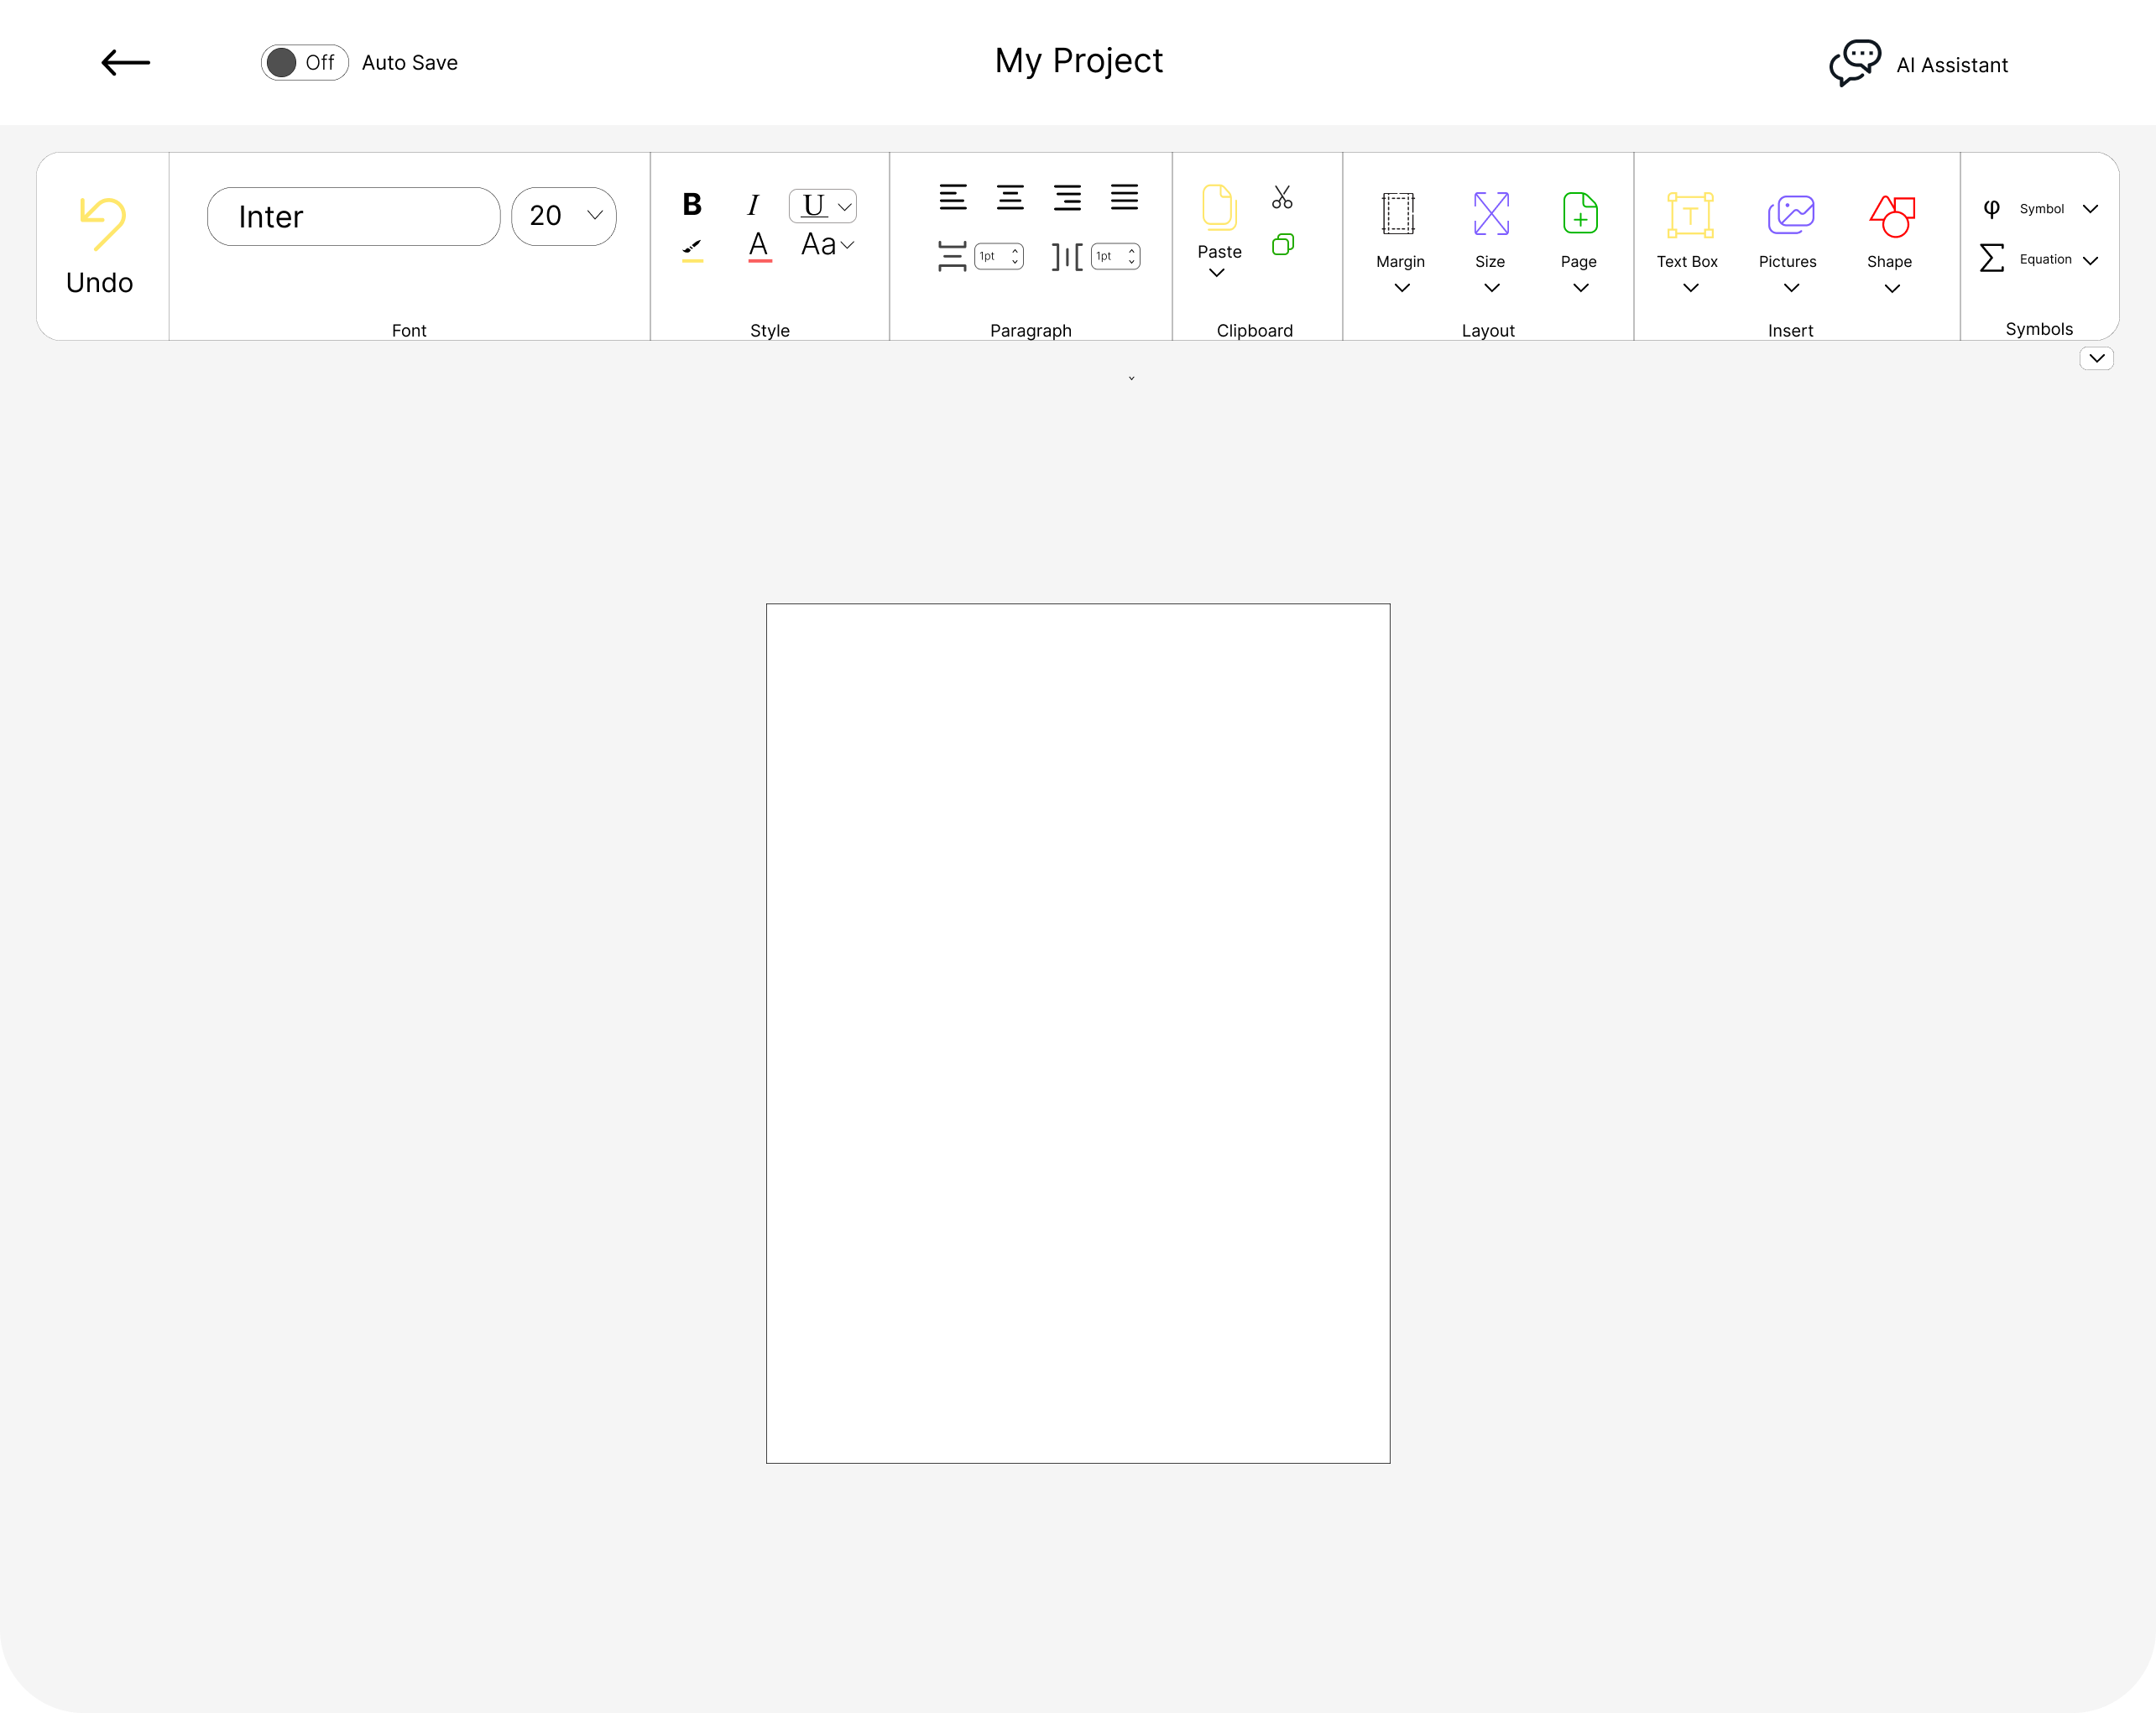 Off Auto Save
My Project
AI Assistant
Undo
Inter
20
Font
B I U
A Aa
Style
1pt
1pt
Paragraph
Paste
Clipboard
Margin Size Page
Layout
T
Text Box Pictures Shape
Insert
φ Symbol
Σ Equation
Symbols